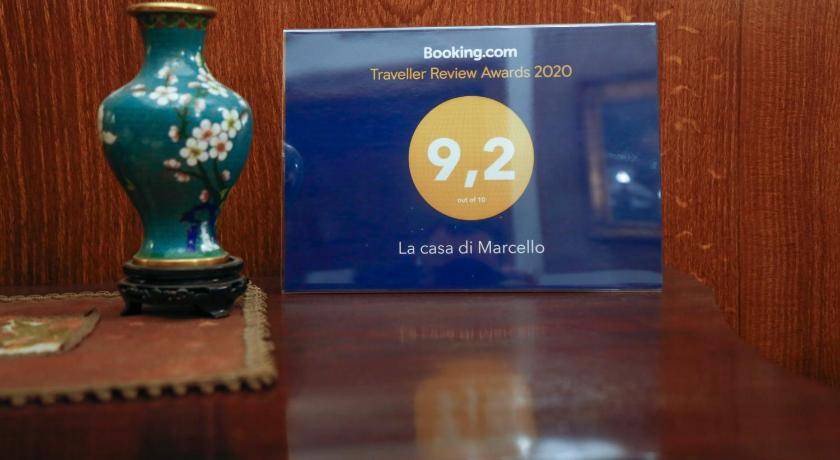 Booking.com
Traveller Review Awards 2020
9,2
out of 10
La casa di Marcello